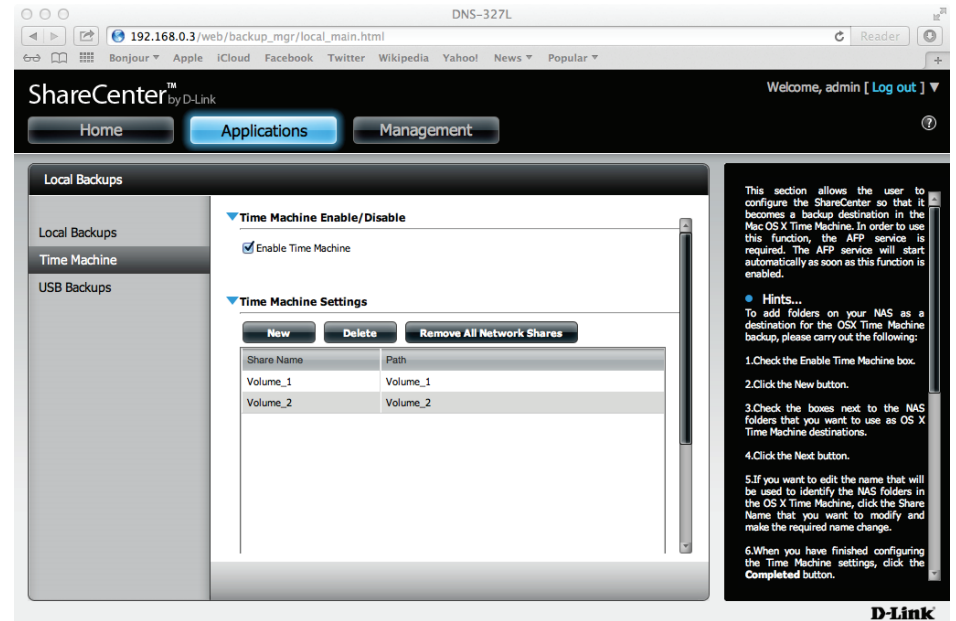 DNS-327L
192.168.0.3/web/backup_mgr/local_main.html
Reader
Bonjour Apple iCloud Facebook Twitter Wikipedia Yahoo! News Popular
ShareCenter™ by D-Link
Welcome, admin [ Log out ]
Home Applications Management
?
Local Backups
Local Backups
Time Machine
USB Backups
Time Machine Enable/Disable
Enable Time Machine
Time Machine Settings
New Delete Remove All Network Shares
Share Name Path
Volume_1 Volume_1
Volume_2 Volume_2
This section allows the user to
configure the ShareCenter so that it
becomes a backup destination in the
Mac OS X Time Machine. In order to use
this function, the AFP service is
required. The AFP service will start
automatically as soon as this function is
enabled.
Hints...
To add folders on your NAS as a
destination for the OSX Time Machine
backup, please carry out the following:
1.Check the Enable Time Machine box.
2.Click the New button.
3.Check the boxes next to the NAS
folders that you want to use as OS X
Time Machine destinations.
4.Click the Next button.
5.If you want to edit the name that will
be used to identify the NAS folders in
the OS X Time Machine, click the Share
Name that you want to modify and
make the required name change.
6.When you have finished configuring
the Time Machine settings, click the
Completed button.
D-Link